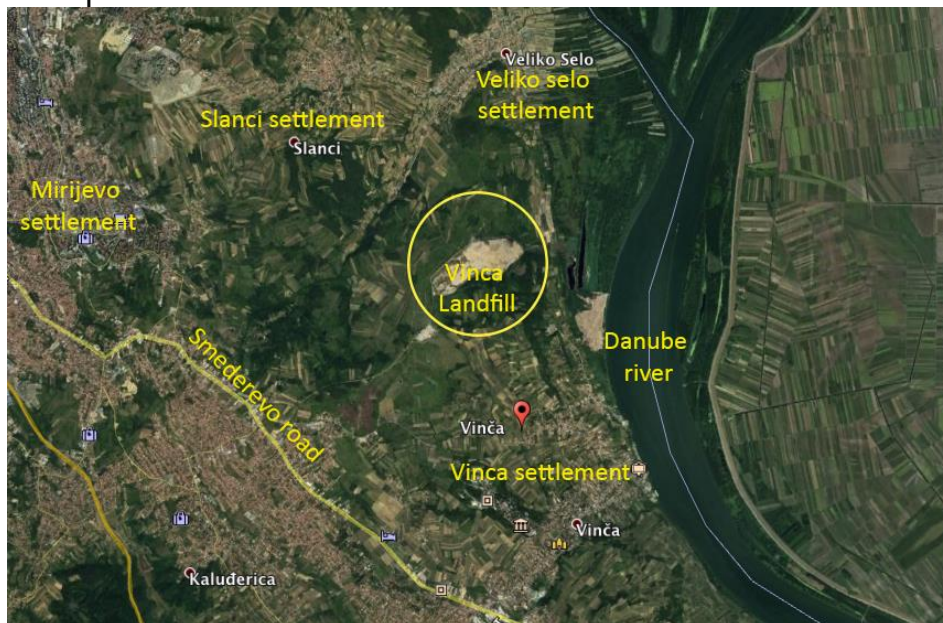 Veliko Selo
Veliko selo
settlement
Slanci settlement
Slanci
Mirijevo
settlement
Vinca
Landfill
Danube
river
Smederevo road
Vinča
Vinca settlement
Vinča
Kaluđerica